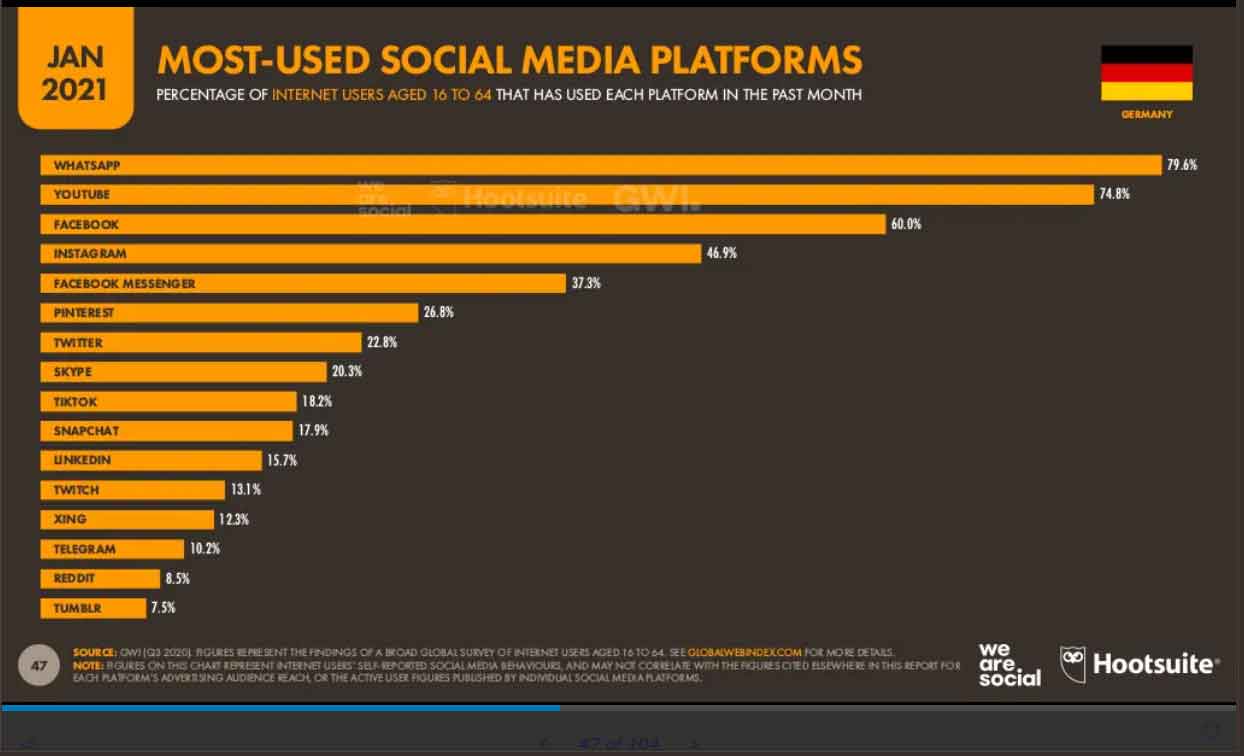 JAN
2021
MOST-USED SOCIAL MEDIA PLATFORMS
PERCENTAGE OF INTERNET USERS AGED 16 TO 64 THAT HAS USED EACH PLATFORM IN THE PAST MONTH
GERMANY
WHATSAPP 79.6%
YOUTUBE 74.8%
we are social Hootsuite GWI.
FACEBOOK 60.0%
INSTAGRAM 46.9%
FACEBOOK MESSENGER 37.3%
PINTEREST 26.8%
TWITTER 22.8%
SKYPE 20.3%
TIKTOK 18.2%
SNAPCHAT 17.9%
LINKEDIN 15.7%
TWITCH 13.1%
XING 12.3%
TELEGRAM 10.2%
REDDIT 8.5%
TUMBLR 7.5%
47
SOURCE: GWI (Q3 2020). FIGURES REPRESENT THE FINDINGS OF A BROAD GLOBAL SURVEY OF INTERNET USERS AGED 16 TO 64. SEE GLOBALWEBINDEX.COM FOR MORE DETAILS.
NOTE: FIGURES ON THIS CHART REPRESENT INTERNET USERS' SELF-REPORTED SOCIAL MEDIA BEHAVIOURS, AND MAY NOT CORRELATE WITH THE FIGURES CITED ELSEWHERE IN THIS REPORT FOR
EACH PLATFORM'S ADVERTISING AUDIENCE REACH, OR THE ACTIVE USER FIGURES PUBLISHED BY INDIVIDUAL SOCIAL MEDIA PLATFORMS.
we
are.
social
Hootsuite®
47 of 104